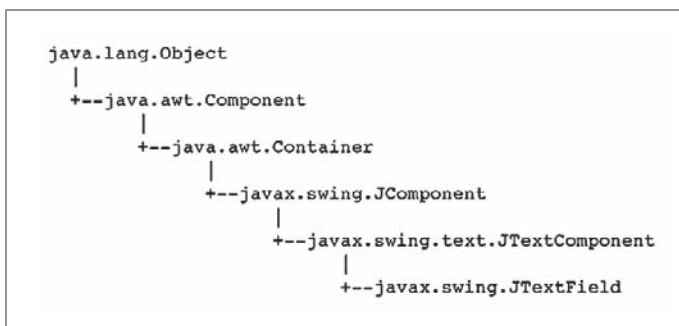 java.lang.Object
|
+--java.awt.Component
|
+--java.awt.Container
|
+--javax.swing.JComponent
|
+--javax.swing.text.JTextComponent
|
+--javax.swing.JTextField